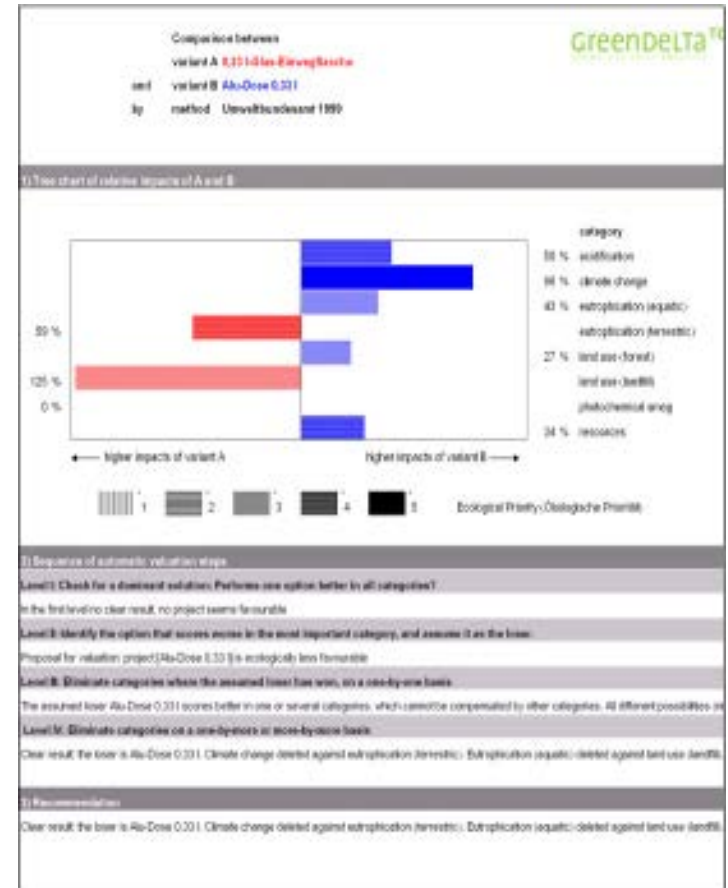 Comparison between
variant A 0,33 l-Glas-Einwegflasche
GreenDeLTaTC
and variant B Alu-Dose 0,33 l
by method Umweltbundesamt 1999
1) Tree chart of relative impacts of A and B
category
50 % acidification
climate change
43 % eutrophication (aquatic)
59 % eutrophication (terrestric)
27 % land use (forest)
125 % land use (landfill)
0 % photochemical smog
34 % resources
higher impacts of variant A higher impacts of variant B
1 2 3 4 5 Ecological Priority (Ökologische Priorität)
2) Sequence of automatic valuation steps
Level I: Check for a dominant solution: Performs one option better in all categories?
In the first level no clear result, no project seems favourable
Level II: Identify the option that scores worse in the most important category, and assume it as the loser.
Proposal for valuation: project [Alu-Dose 0,33 l] is ecologically less favourable
Level III: Eliminate categories where the assumed loser has won, on a one-by-one basis
The assumed loser Alu-Dose 0,33 l scores better in one or several categories, which cannot be compensated by other categories. All different possibilities
Level IV: Eliminate categories on a one-by-more or more-by-more basis
Clear result: the loser is Alu-Dose 0,33 l. Climate change deleted against eutrophication (terrestric). Eutrophication (aquatic) deleted against land use (landfill).
3) Recommendation
Clear result: the loser is Alu-Dose 0,33 l. Climate change deleted against eutrophication (terrestric). Eutrophication (aquatic) deleted against land use (landfill).